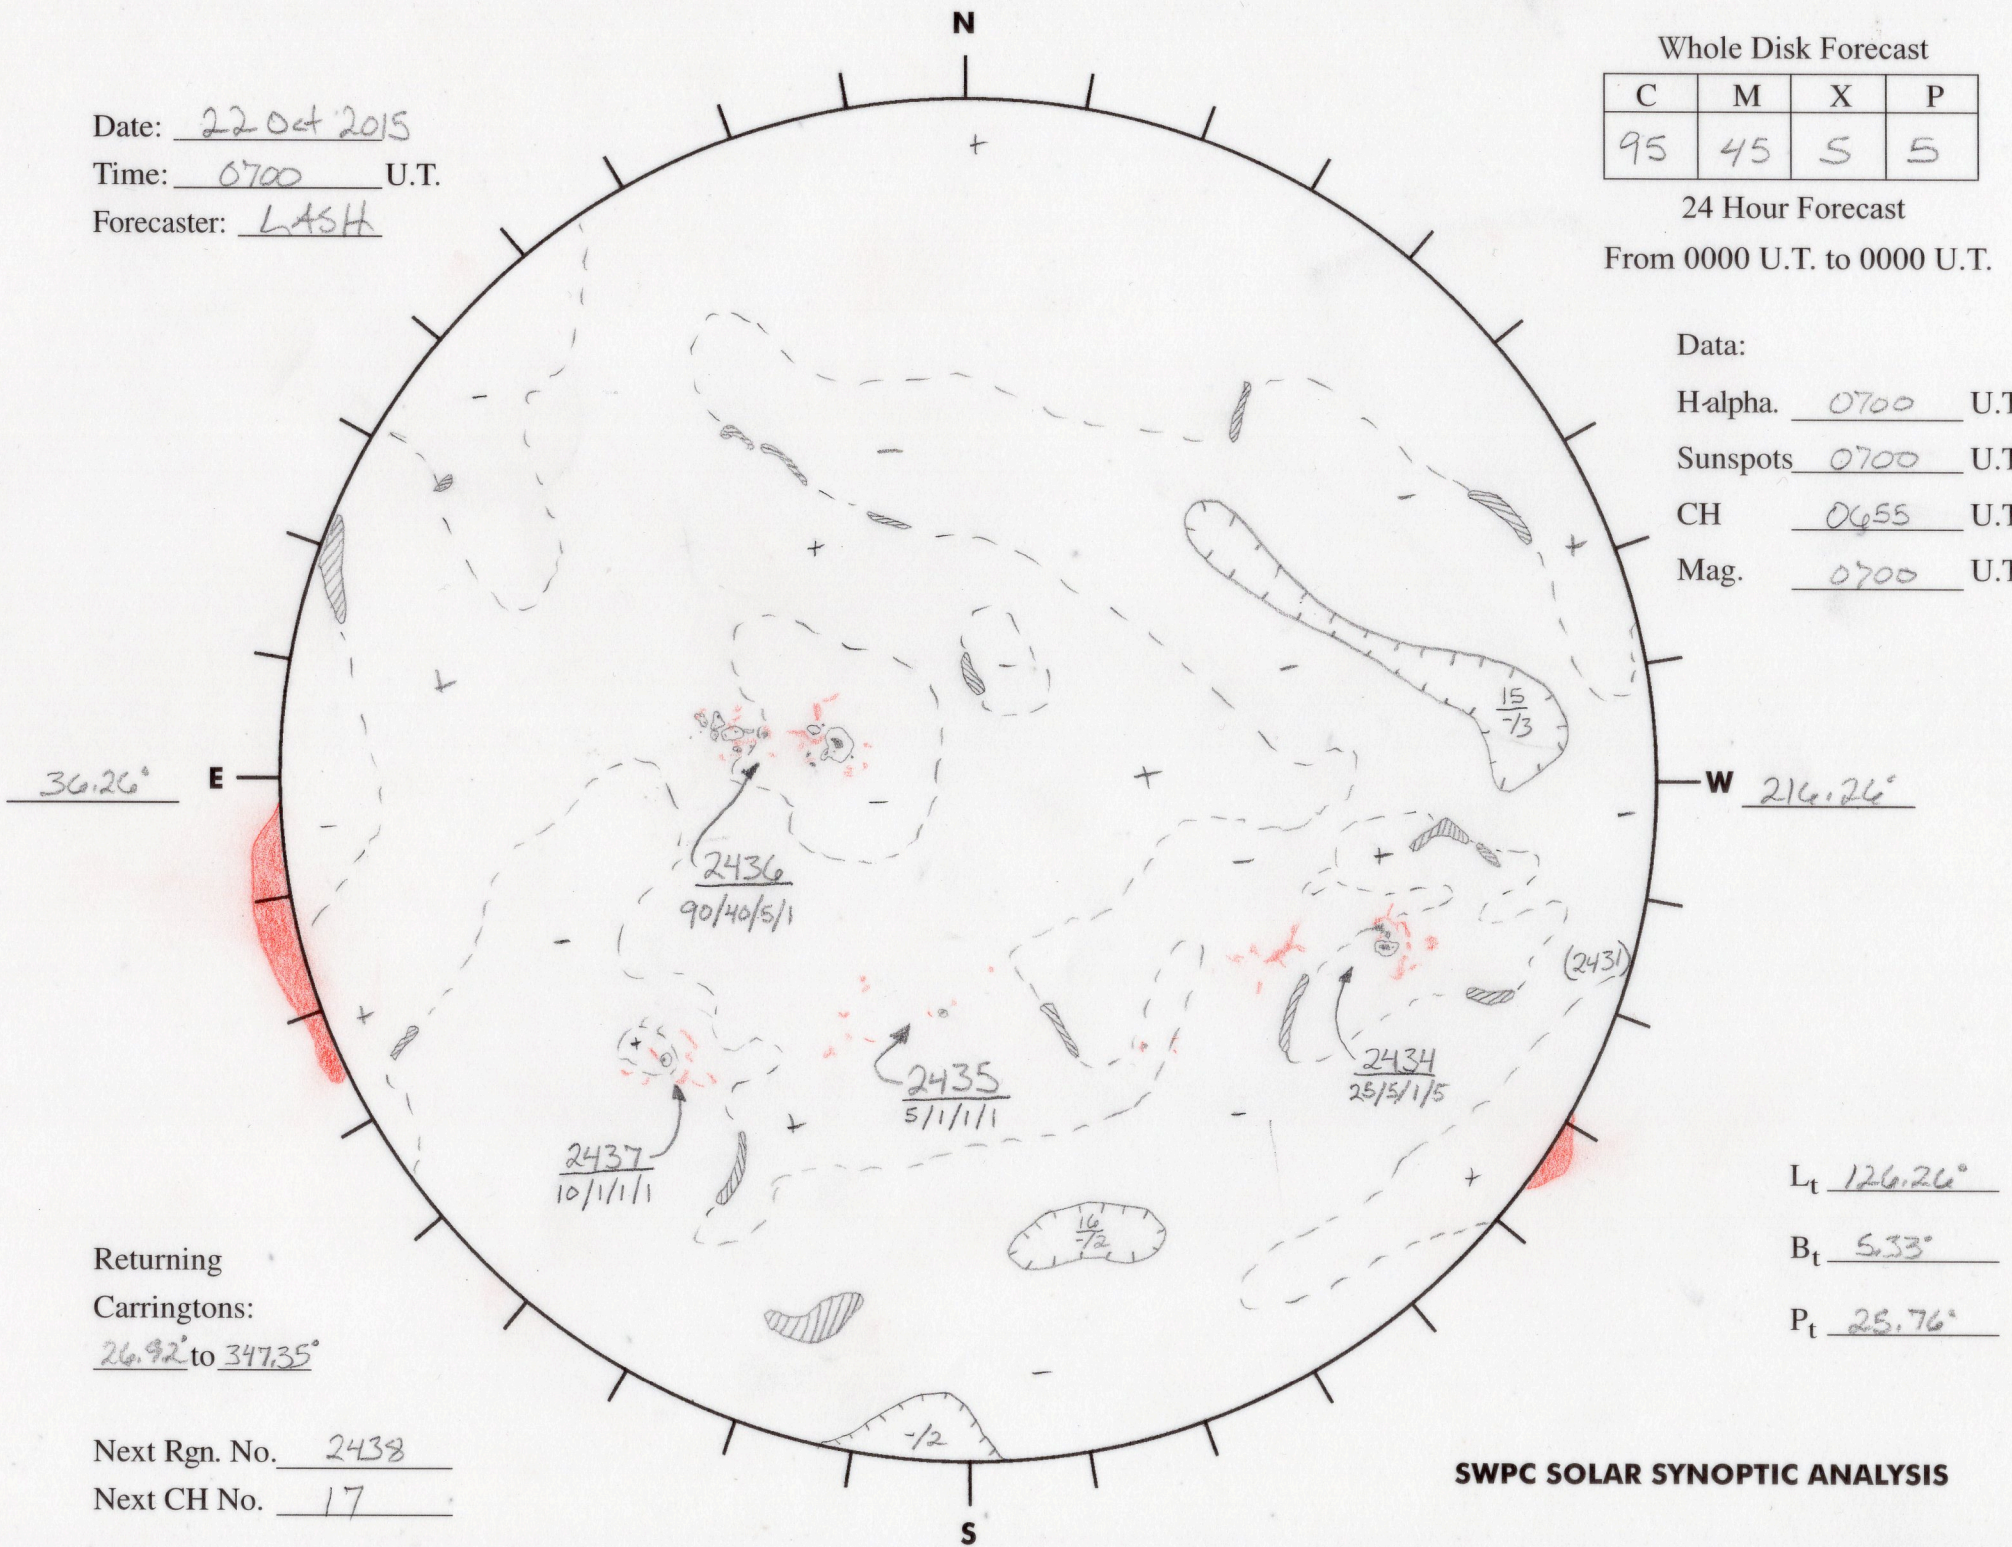 N
Whole Disk Forecast
C M X P
95 45 5 5
24 Hour Forecast
From 0000 U.T. to 0000 U.T.
Date: 22 Oct 2015
Time: 0700 U.T.
Forecaster: LASH
Data:
H-alpha. 0700 U.T
Sunspots 0700 U.T
CH 0655 U.T
Mag. 0700 U.T
15
-/3
36.26° E
W 216.26°
2436
90/40/5/1
(2431)
2434
25/5/1/5
2435
5/1/1/1
2437
10/1/1/1
16
-/2
Lt 126.26°
Bt 5.33°
Pt 25.76°
Returning
Carringtons:
26.92° to 347.35°
-/2
Next Rgn. No. 2438
Next CH No. 17
SWPC SOLAR SYNOPTIC ANALYSIS
S